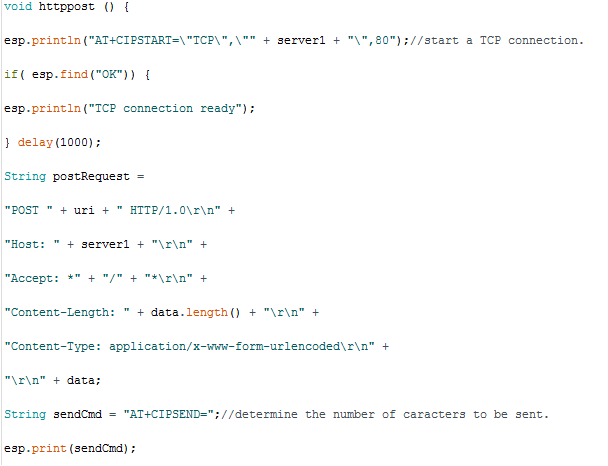 void httppost () {
esp.println("AT+CIPSTART=\"TCP\",\"" + server1 + "\",80");//start a TCP connection.
if( esp.find("OK")) {
esp.println("TCP connection ready");
} delay(1000);
String postRequest =
"POST " + uri + " HTTP/1.0\r\n" +
"Host: " + server1 + "\r\n" +
"Accept: *" + "/" + "*\r\n" +
"Content-Length: " + data.length() + "\r\n" +
"Content-Type: application/x-www-form-urlencoded\r\n" +
"\r\n" + data;
String sendCmd = "AT+CIPSEND=";//determine the number of caracters to be sent.
esp.print(sendCmd);